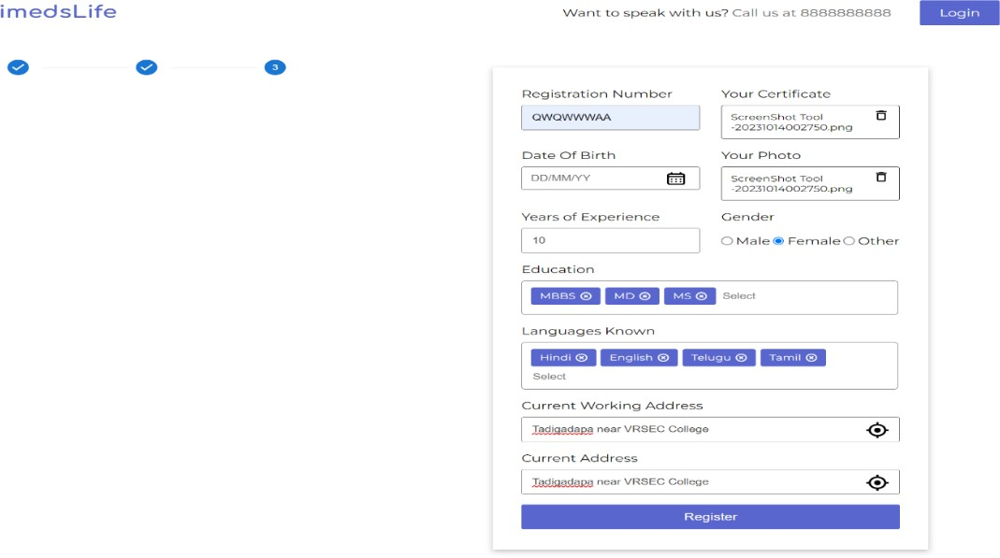 imedsLife
Want to speak with us? Call us at 8888888888
Login
3
Registration Number
QWQWWWAA
Your Certificate
ScreenShot Tool
-20231014002750.png
Date Of Birth
DD/MM/YY
Your Photo
ScreenShot Tool
-20231014002750.png
Years of Experience
10
Gender
Male Female Other
Education
MBBS MD MS Select
Languages Known
Hindi English Telugu Tamil
Select
Current Working Address
Tadigadapa near VRSEC College
Current Address
Tadigadapa near VRSEC College
Register